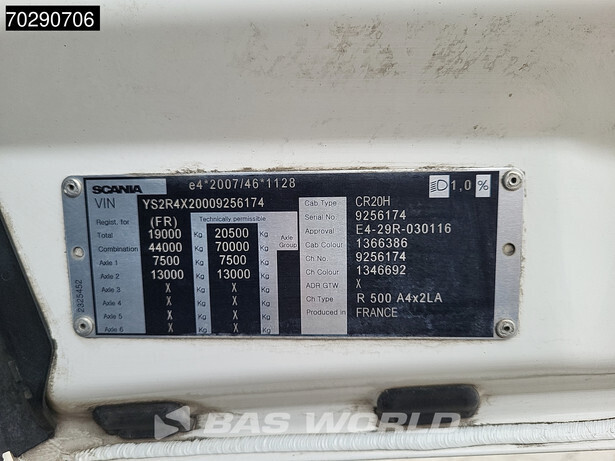 70290706
SCANIA e4*2007/46*1128 1,0 %
VIN YS2R4X20009256174
Regist. for (FR) Technically permissible
Total 19000 Kg 20500 Kg
Combination 44000 Kg 70000 Kg Axle Group
Axle 1 7500 Kg 7500 Kg
Axle 2 13000 Kg 13000 Kg
Axle 3 X Kg X Kg
Axle 4 X Kg X Kg
Axle 5 X Kg X Kg
Axle 6 X Kg X Kg
2325452
Cab Type CR20H
Serial No. 9256174
Approval E4-29R-030116
Cab Colour 1366386
Ch No. 9256174
Ch Colour 1346692
ADR GTW X
Ch Type R 500 A4x2LA
Produced in FRANCE
BAS WORLD